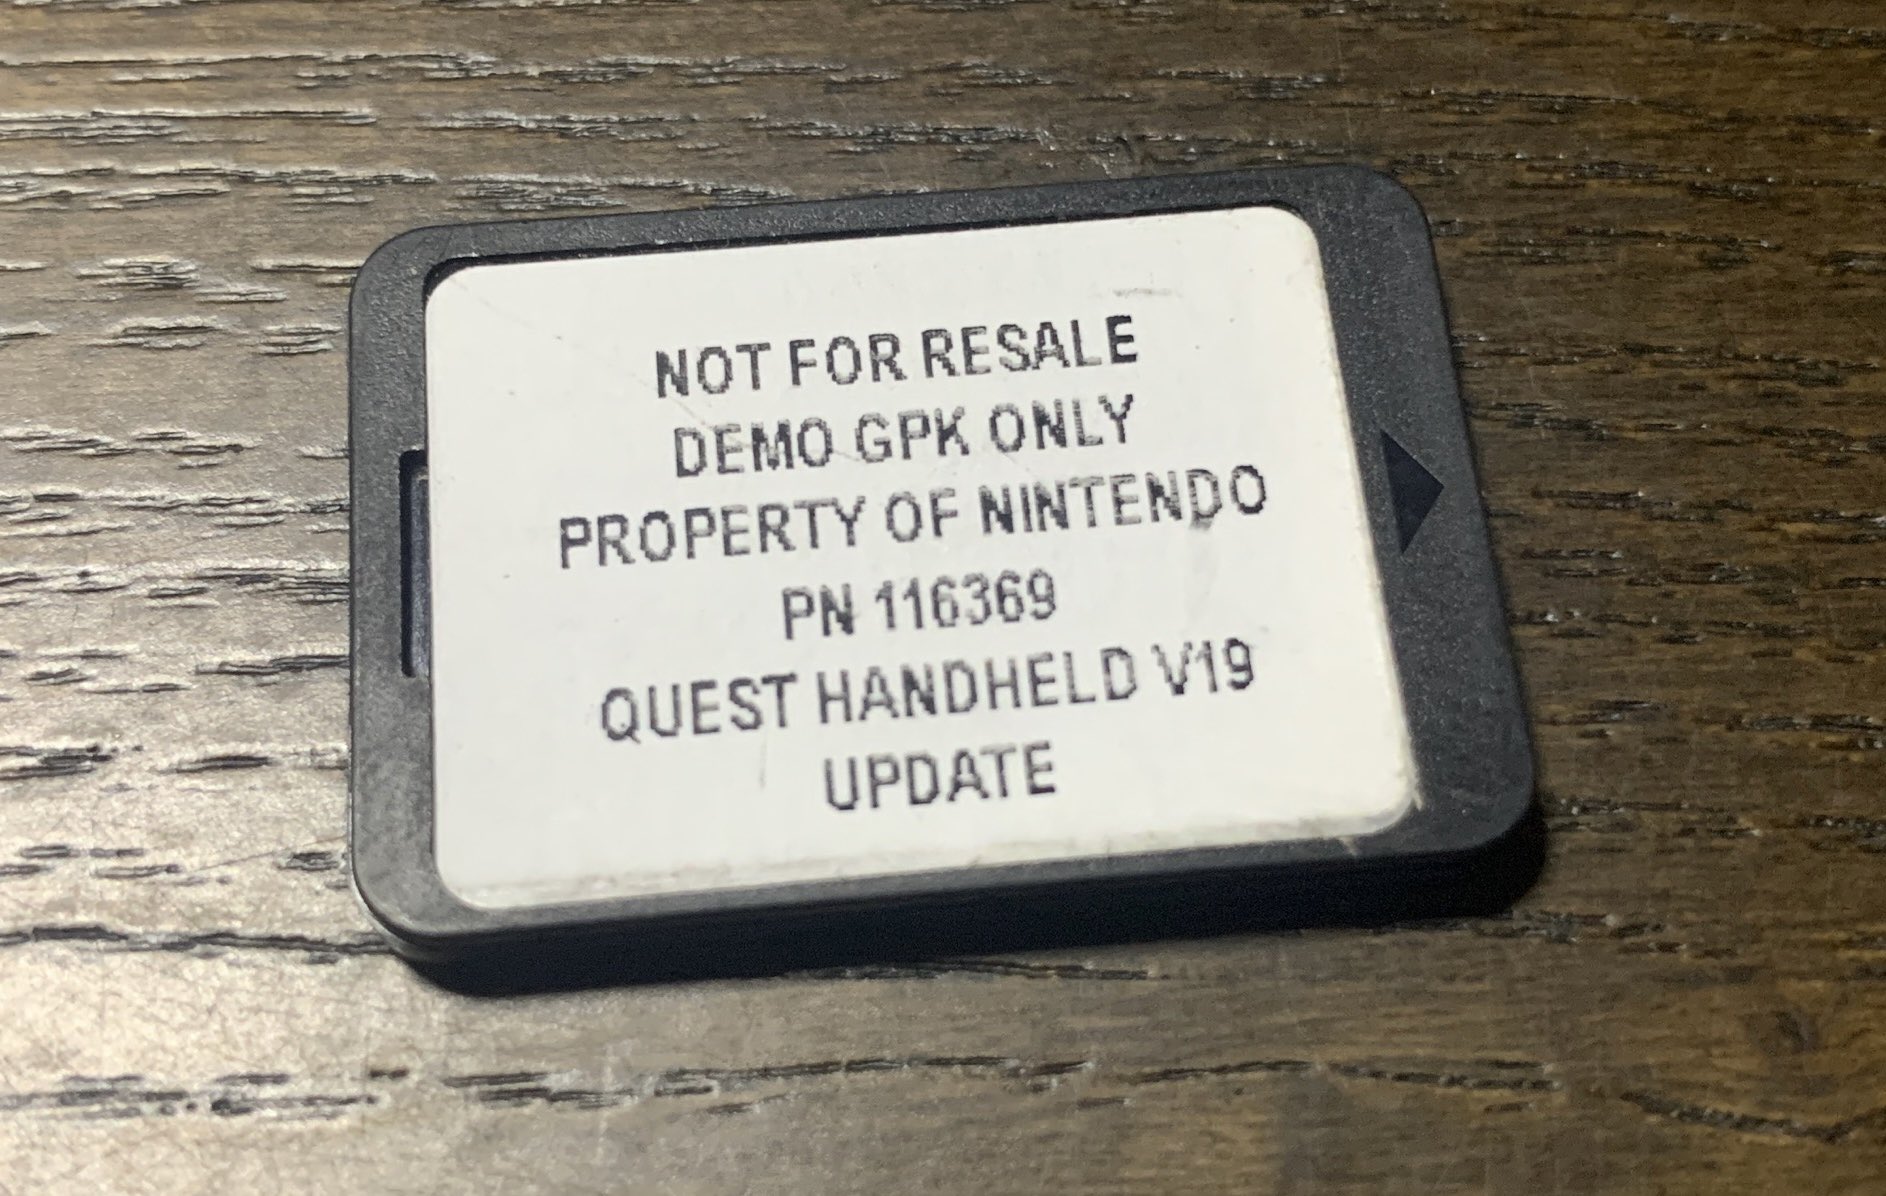 NOT FOR RESALE
DEMO GPK ONLY
PROPERTY OF NINTENDO
PN 116369
QUEST HANDHELD V19
UPDATE